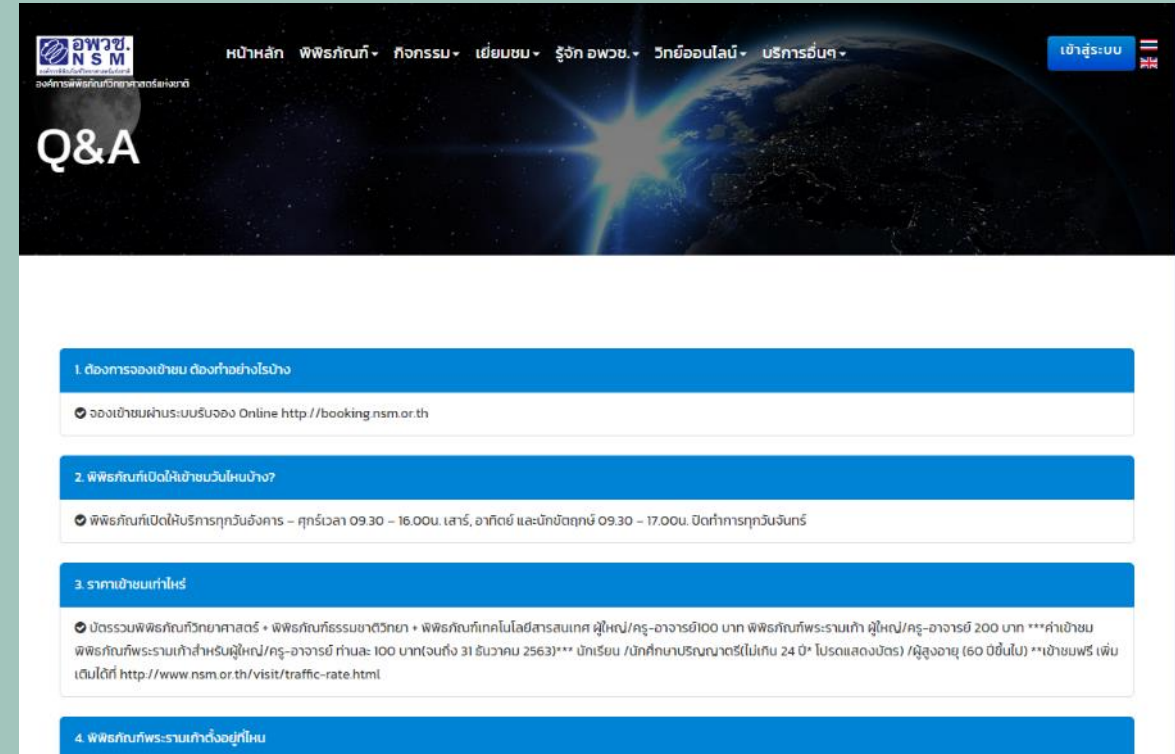 อพวช.
NSM
องค์การพิพิธภัณฑ์วิทยาศาสตร์แห่งชาติ
หน้าหลัก พิพิธภัณฑ์ กิจกรรม เยี่ยมชม รู้จัก อพวช. วิทย์ออนไลน์ บริการอื่นๆ เข้าสู่ระบบ
Q&A
1. ต้องการจองเข้าชม ต้องทำอย่างไรบ้าง
จองเข้าชมผ่านระบบรับจอง Online http://booking.nsm.or.th
2. พิพิธภัณฑ์เปิดให้เข้าชมวันไหนบ้าง?
พิพิธภัณฑ์เปิดให้บริการทุกวันอังคาร – ศุกร์เวลา 09.30 – 16.00น. เสาร์, อาทิตย์ และนักขัตฤกษ์ 09.30 – 17.00น. ปิดทำการทุกวันจันทร์
3. ราคาเข้าชมเท่าไหร่
บัตรรวมพิพิธภัณฑ์วิทยาศาสตร์ + พิพิธภัณฑ์ธรรมชาติวิทยา + พิพิธภัณฑ์เทคโนโลยีสารสนเทศ ผู้ใหญ่/ครู-อาจารย์100 บาท พิพิธภัณฑ์พระรามเก้า ผู้ใหญ่/ครู-อาจารย์ 200 บาท ***ค่าเข้าชม
พิพิธภัณฑ์พระรามเก้าสำหรับผู้ใหญ่/ครู-อาจารย์ ท่านละ 100 บาท(จนถึง 31 ธันวาคม 2563)*** นักเรียน /นักศึกษาปริญญาตรี(ไม่เกิน 24 ปี* โปรดแสดงบัตร) /ผู้สูงอายุ (60 ปีขึ้นไป) **เข้าชมฟรี เพิ่ม
เติมได้ที่ http://www.nsm.or.th/visit/traffic-rate.html
4. พิพิธภัณฑ์พระรามเก้าตั้งอยู่ที่ไหน